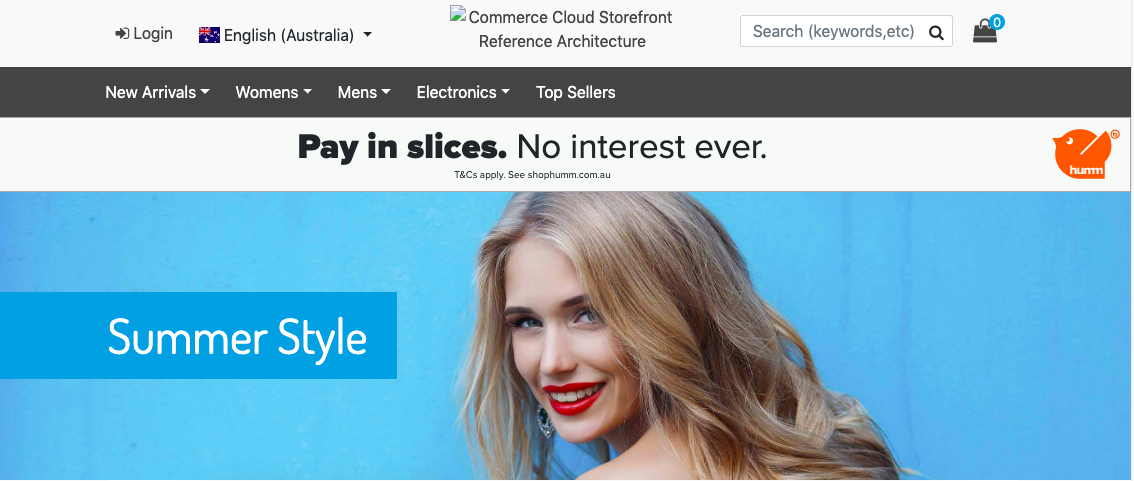 Login
English (Australia)
Commerce Cloud Storefront
Reference Architecture
Search (keywords,etc)
0
New Arrivals
Womens
Mens
Electronics
Top Sellers
Pay in slices. No interest ever.
T&Cs apply. See shophumm.com.au
humm
Summer Style